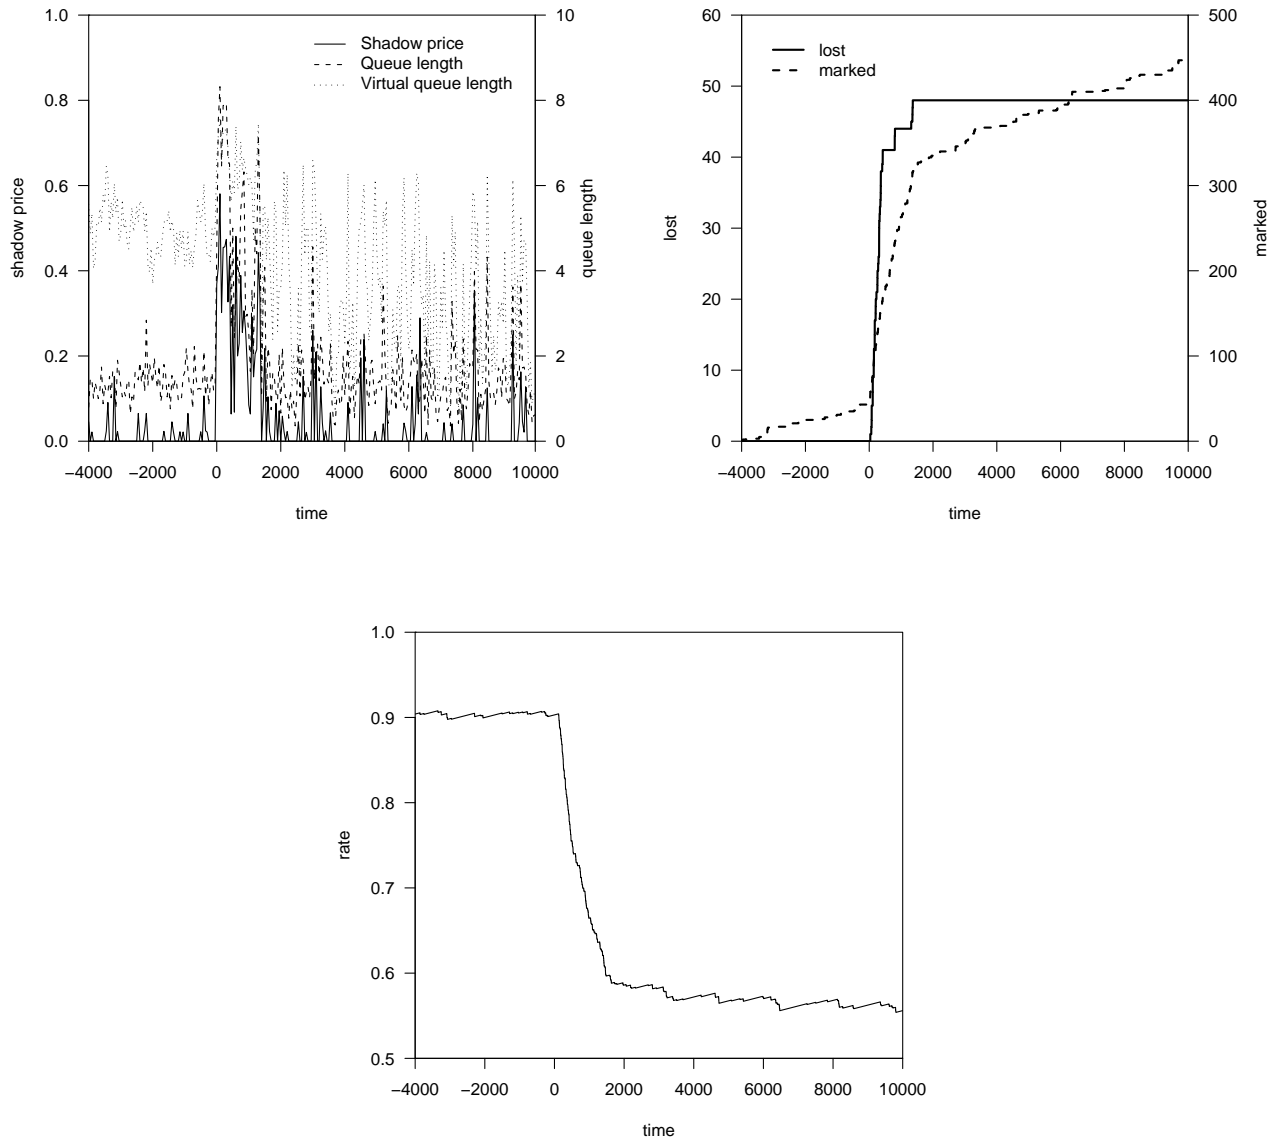 1.0
0.8
0.6
0.4
0.2
0.0
shadow price
10
8
6
4
2
0
queue length
Shadow price
Queue length
Virtual queue length
−4000 −2000 0 2000 4000 6000 8000 10000
time
60
50
40
30
20
10
0
lost
500
400
300
200
100
0
marked
lost
marked
−4000 −2000 0 2000 4000 6000 8000 10000
time
1.0
0.9
0.8
0.7
0.6
0.5
rate
−4000 −2000 0 2000 4000 6000 8000 10000
time